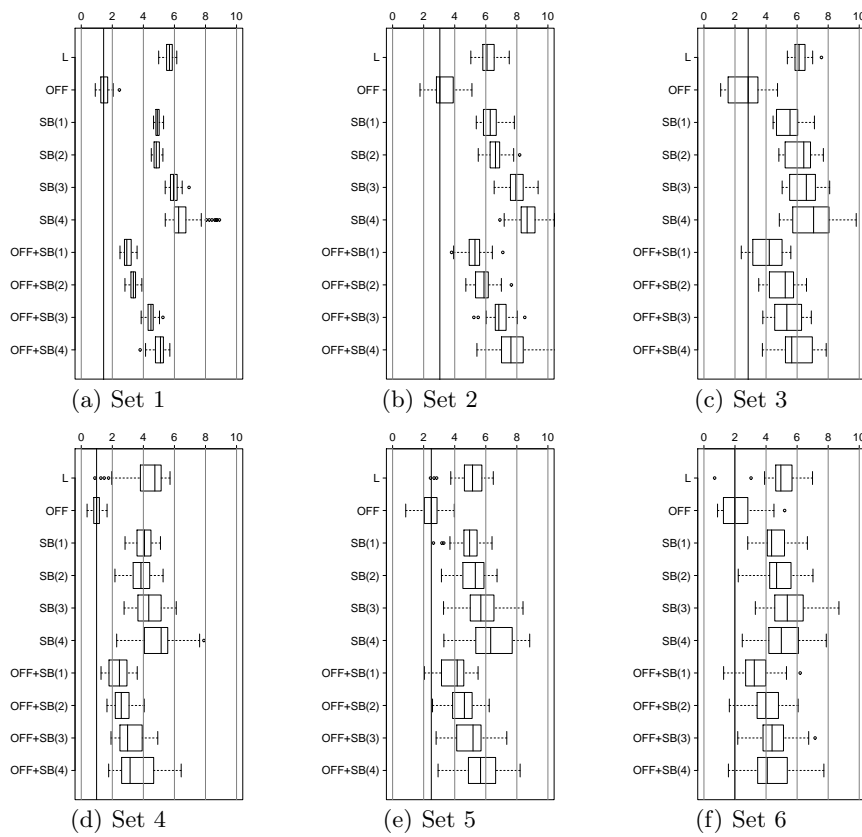 0 2 4 6 8 10
L
OFF
SB(1)
SB(2)
SB(3)
SB(4)
OFF+SB(1)
OFF+SB(2)
OFF+SB(3)
OFF+SB(4)
(a) Set 1
0 2 4 6 8 10
L
OFF
SB(1)
SB(2)
SB(3)
SB(4)
OFF+SB(1)
OFF+SB(2)
OFF+SB(3)
OFF+SB(4)
(b) Set 2
0 2 4 6 8 10
L
OFF
SB(1)
SB(2)
SB(3)
SB(4)
OFF+SB(1)
OFF+SB(2)
OFF+SB(3)
OFF+SB(4)
(c) Set 3
0 2 4 6 8 10
L
OFF
SB(1)
SB(2)
SB(3)
SB(4)
OFF+SB(1)
OFF+SB(2)
OFF+SB(3)
OFF+SB(4)
(d) Set 4
0 2 4 6 8 10
L
OFF
SB(1)
SB(2)
SB(3)
SB(4)
OFF+SB(1)
OFF+SB(2)
OFF+SB(3)
OFF+SB(4)
(e) Set 5
0 2 4 6 8 10
L
OFF
SB(1)
SB(2)
SB(3)
SB(4)
OFF+SB(1)
OFF+SB(2)
OFF+SB(3)
OFF+SB(4)
(f) Set 6